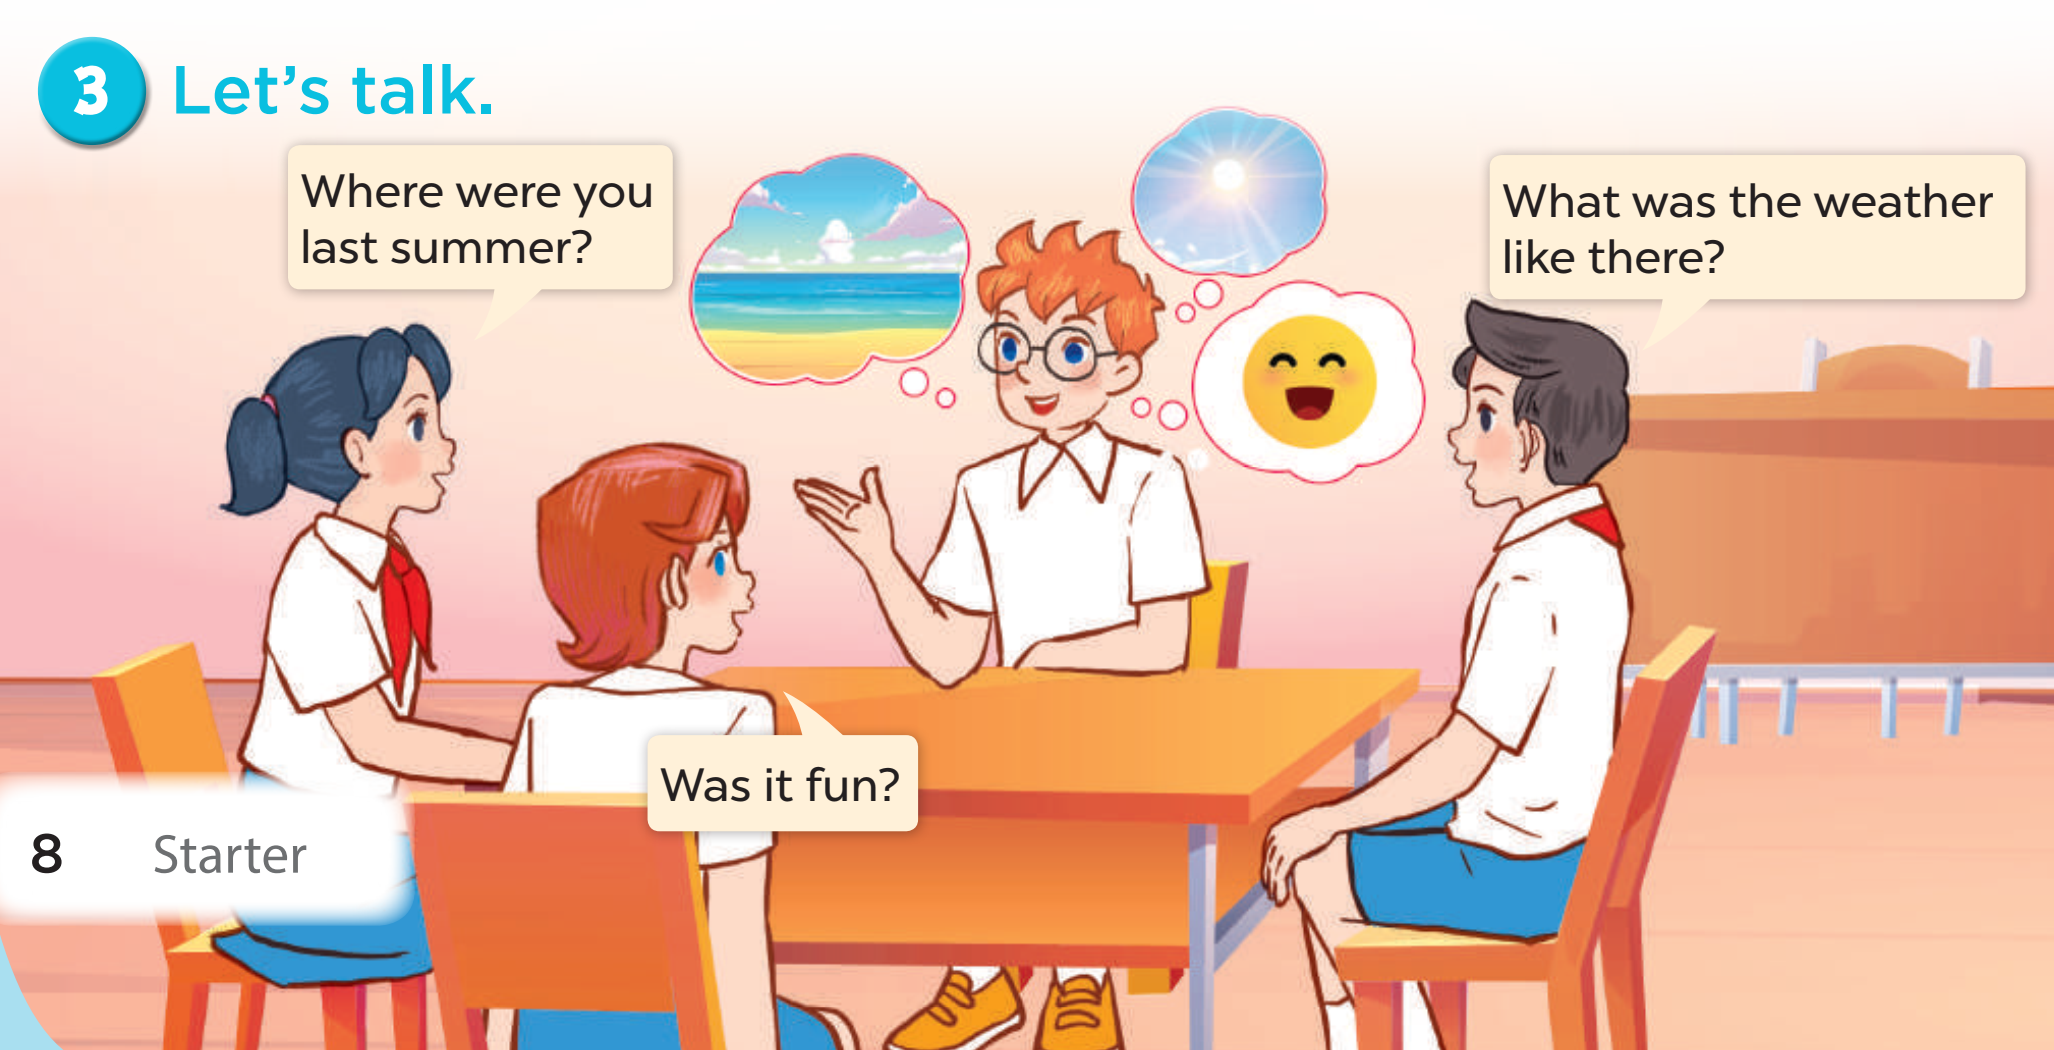 3 Let's talk.
Where were you
last summer?
What was the weather
like there?
Was it fun?
8 Starter